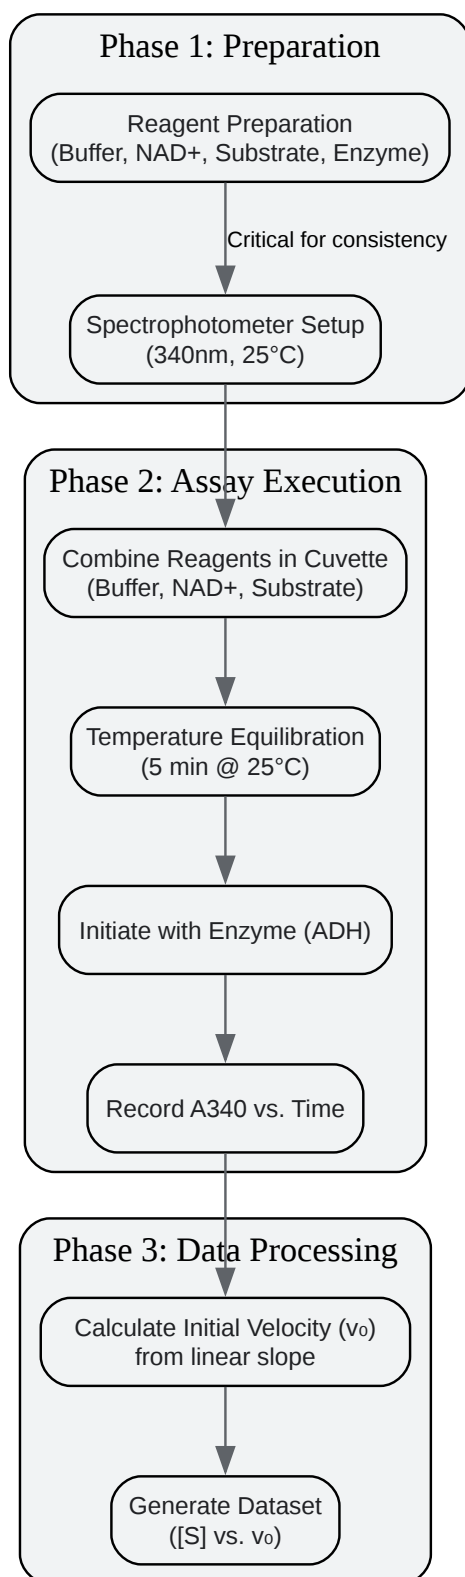 Phase 1: Preparation
Reagent Preparation
(Buffer, NAD+, Substrate, Enzyme)
Critical for consistency
Spectrophotometer Setup
(340nm, 25°C)
Phase 2: Assay Execution
Combine Reagents in Cuvette
(Buffer, NAD+, Substrate)
Temperature Equilibration
(5 min @ 25°C)
Initiate with Enzyme (ADH)
Record A340 vs. Time
Phase 3: Data Processing
Calculate Initial Velocity (v₀)
from linear slope
Generate Dataset
([S] vs. v₀)